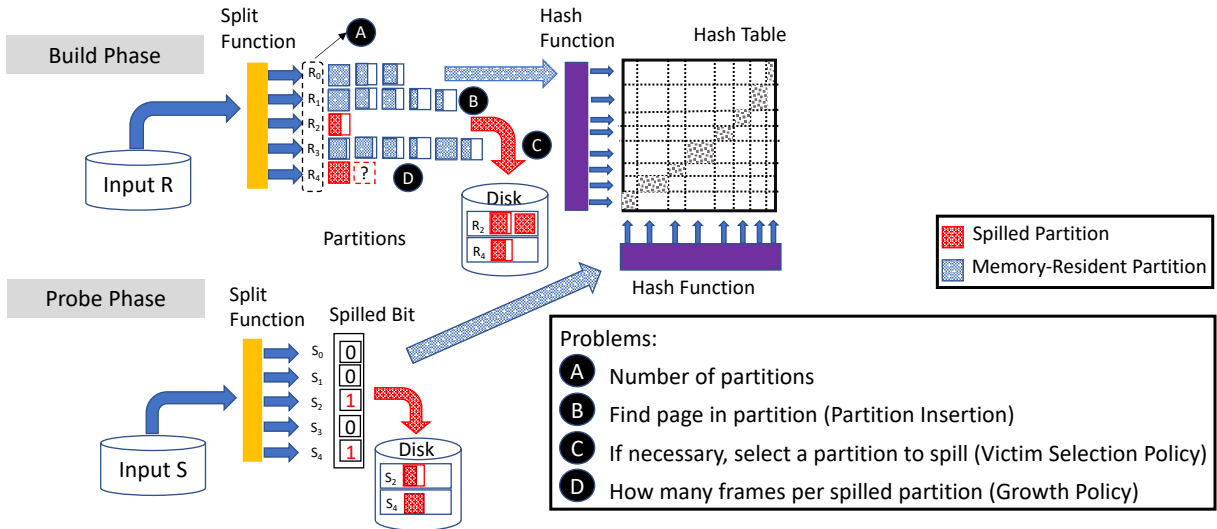 Build Phase
Split
Function
A
Hash
Function
Hash Table
R0
R1
B
R2
R3
C
R4
?
D
Input R
Disk
R2
R4
Partitions
Spilled Partition
Memory-Resident Partition
Hash Function
Probe Phase
Split
Function
Spilled Bit
S0 0
S1 0
S2 1
S3 0
S4 1
Input S
Disk
S2
S4
Problems:
A Number of partitions
B Find page in partition (Partition Insertion)
C If necessary, select a partition to spill (Victim Selection Policy)
D How many frames per spilled partition (Growth Policy)